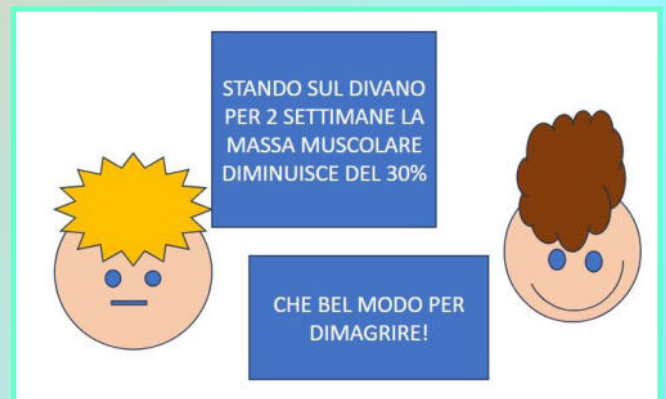 STANDO SUL DIVANO
PER 2 SETTIMANE LA
MASSA MUSCOLARE
DIMINUISCE DEL 30%
CHE BEL MODO PER
DIMAGRIRE!